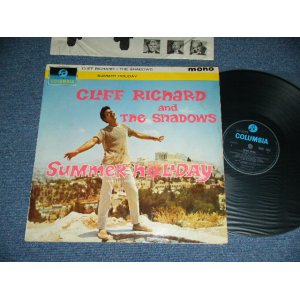 COLUMBIA
CLIFF RICHARD & THE SHADOWS
SUMMER HOLIDAY
mono
CLIFF RICHARD
and
THE SHADOWS
SUMMER HOLIDAY
COLUMBIA